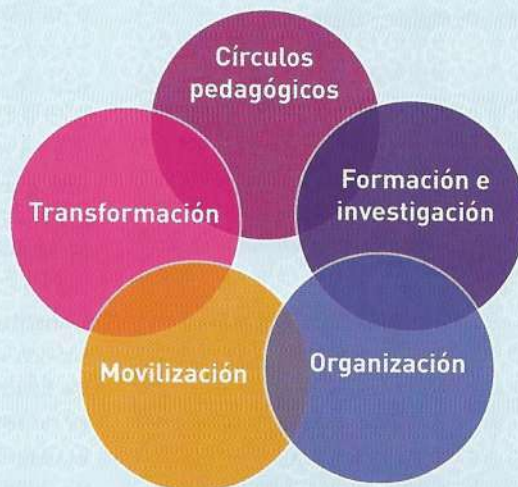 Círculos
pedagógicos
Formación e
investigación
Organización
Movilización
Transformación